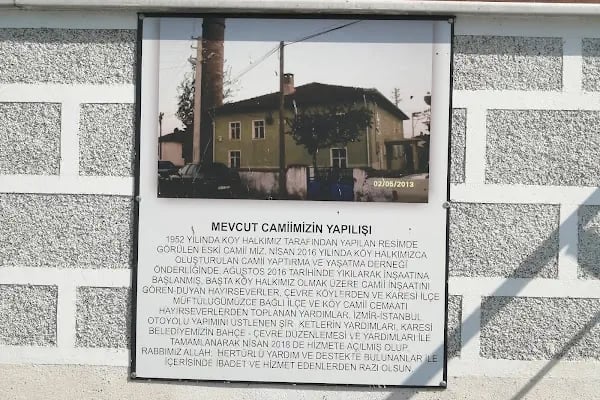 02/05/2013
MEVCUT CAMİİMİZİN YAPILIŞI
1952 YILINDA KÖY HALKIMIZ TARAFINDAN YAPILAN RESİMDE
GÖRÜLEN ESKİ CAMİ MİZ, NİSAN 2016 YILINDA KÖY HALKIMIZCA
OLUŞTURULAN CAMİİ YAPTIRMA VE YAŞATMA DERNEĞİ
ÖNDERLİĞİNDE, AĞUSTOS 2016 TARİHİNDE YIKILARAK İNŞAATINA
BAŞLANMIŞ, BAŞTA KÖY HALKIMIZ OLMAK ÜZERE CAMİİ İNŞAATINI
GÖREN-DUYAN HAYIRSEVERLER, ÇEVRE KÖYLERDEN VE KARESİ İLÇE
MÜFTÜLÜĞÜMÜZCE BAĞLI İLÇE VE KÖY CAMİİ CEMAATI
HAYIRSEVERLERDEN TOPLANAN YARDIMLAR, İZMİR-İSTANBUL
OTOYOLU YAPIMINI ÜSTLENEN ŞİR KETLERİN YARDIMLARI, KARESİ
BELEDİYEMİZİN BAHÇE - ÇEVRE DÜZENLEMESİ VE YARDIMLARI İLE
TAMAMLANARAK NİSAN 2018 DE HİZMETE AÇILMIŞ OLUP,
RABBIMIZ ALLAH; HERTÜRLÜ YARDIM VE DESTEKTE BULUNANLAR İLE
İÇERİSİNDE İBADET VE HİZMET EDENLERDEN RAZI OLSUN.